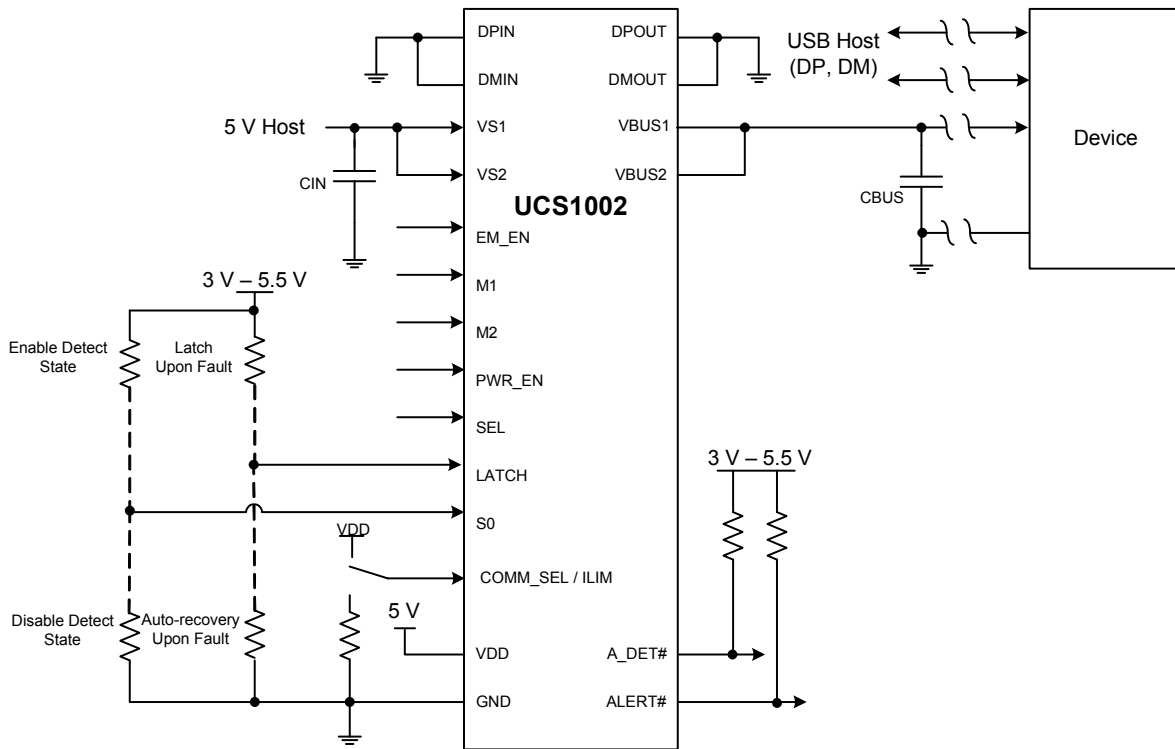 DPIN
DPOUT
USB Host
(DP, DM)
DMIN
DMOUT
5 V Host
VS1
VBUS1
Device
CIN
VS2
VBUS2
CBUS
UCS1002
EM_EN
3 V – 5.5 V
M1
M2
Enable Detect
State
Latch
Upon Fault
PWR_EN
SEL
3 V – 5.5 V
LATCH
S0
VDD
COMM_SEL / ILIM
Disable Detect
State
Auto-recovery
Upon Fault
5 V
VDD
A_DET#
GND
ALERT#